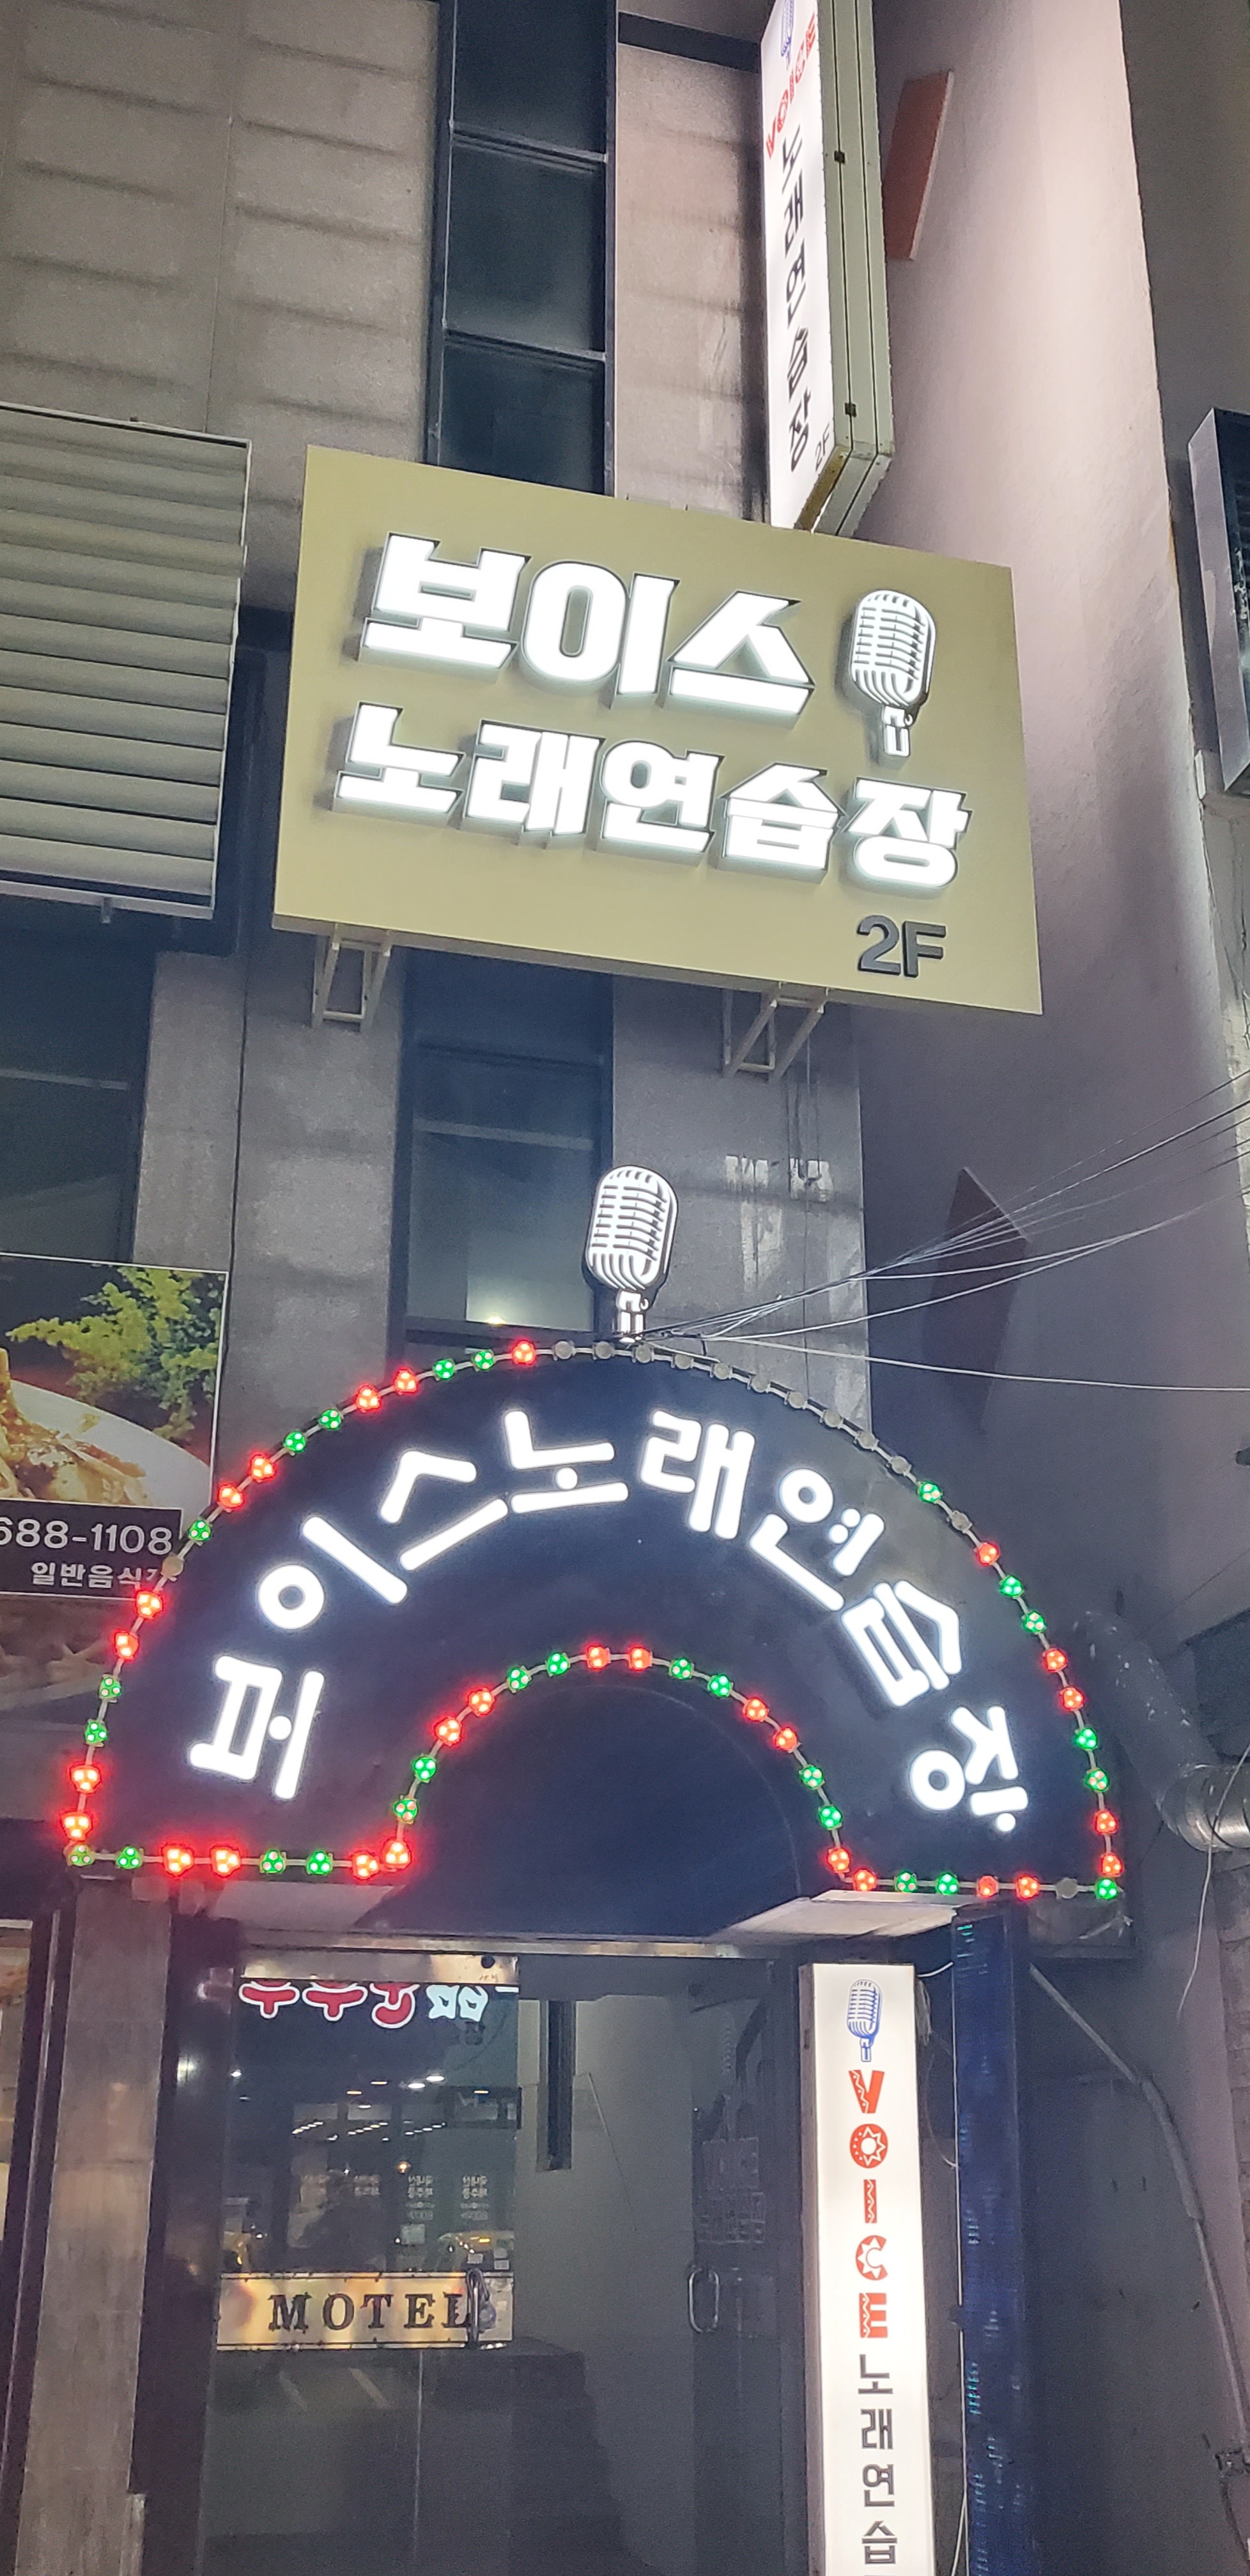 VOICE 노래연습장 2F
보이스
노래연습장
2F
688-1108
일반음식
보이스노래연습장
MOTEL
VOICE 노래연습